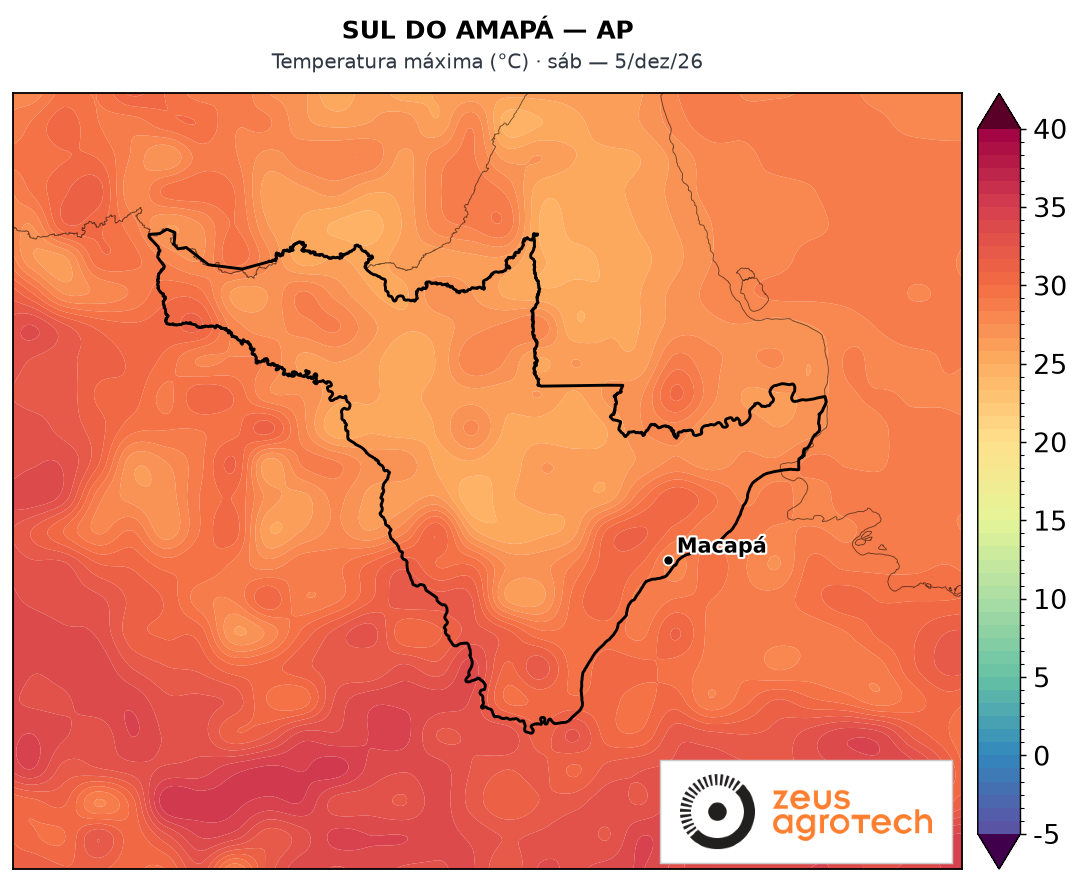 SUL DO AMAPÁ — AP
Temperatura máxima (°C) · sáb — 5/dez/26
40
35
30
25
20
15
10
5
0
-5
Macapá
zeus
agrotech